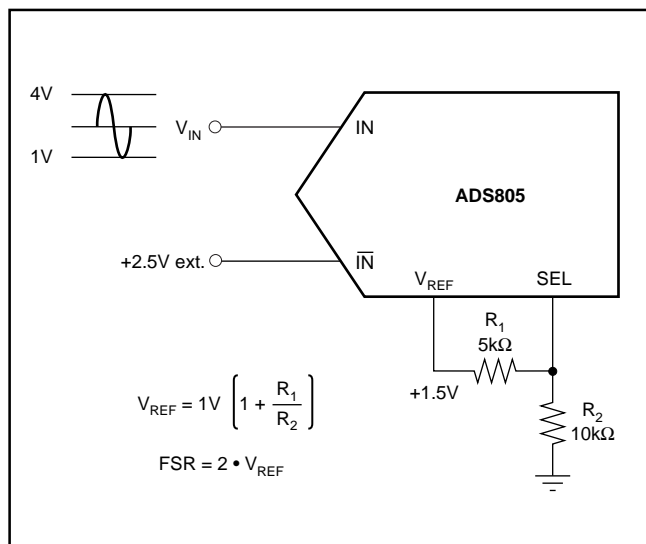 4V
1V
V_IN
IN
ADS805
+2.5V ext.
I̅N̅
V_REF
SEL
R_1
5kΩ
+1.5V
R_2
10kΩ
V_REF = 1V [1 + R_1/R_2]
FSR = 2 • V_REF